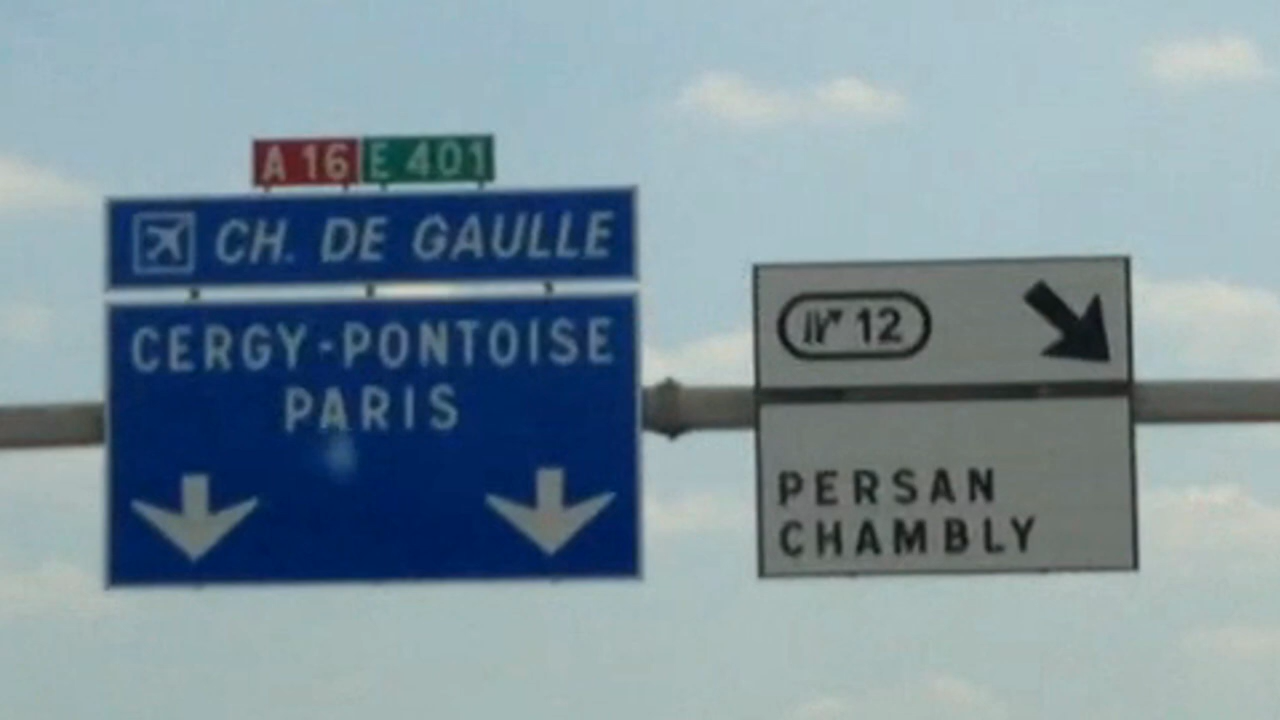 A 16 E 401
CH. DE GAULLE
CERGY-PONTOISE
PARIS
12
PERSAN
CHAMBLY